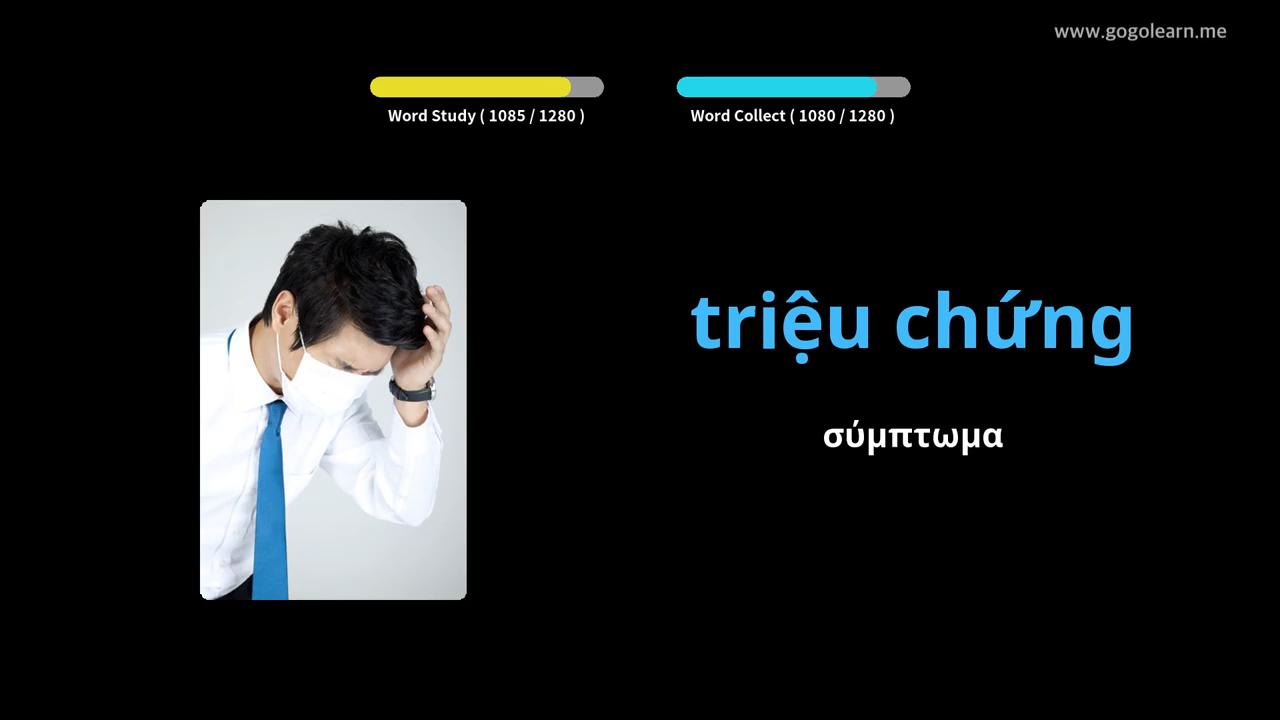 www.gogolearn.me
Word Study ( 1085 / 1280 )
Word Collect ( 1080 / 1280 )
triệu chứng
σύμπτωμα